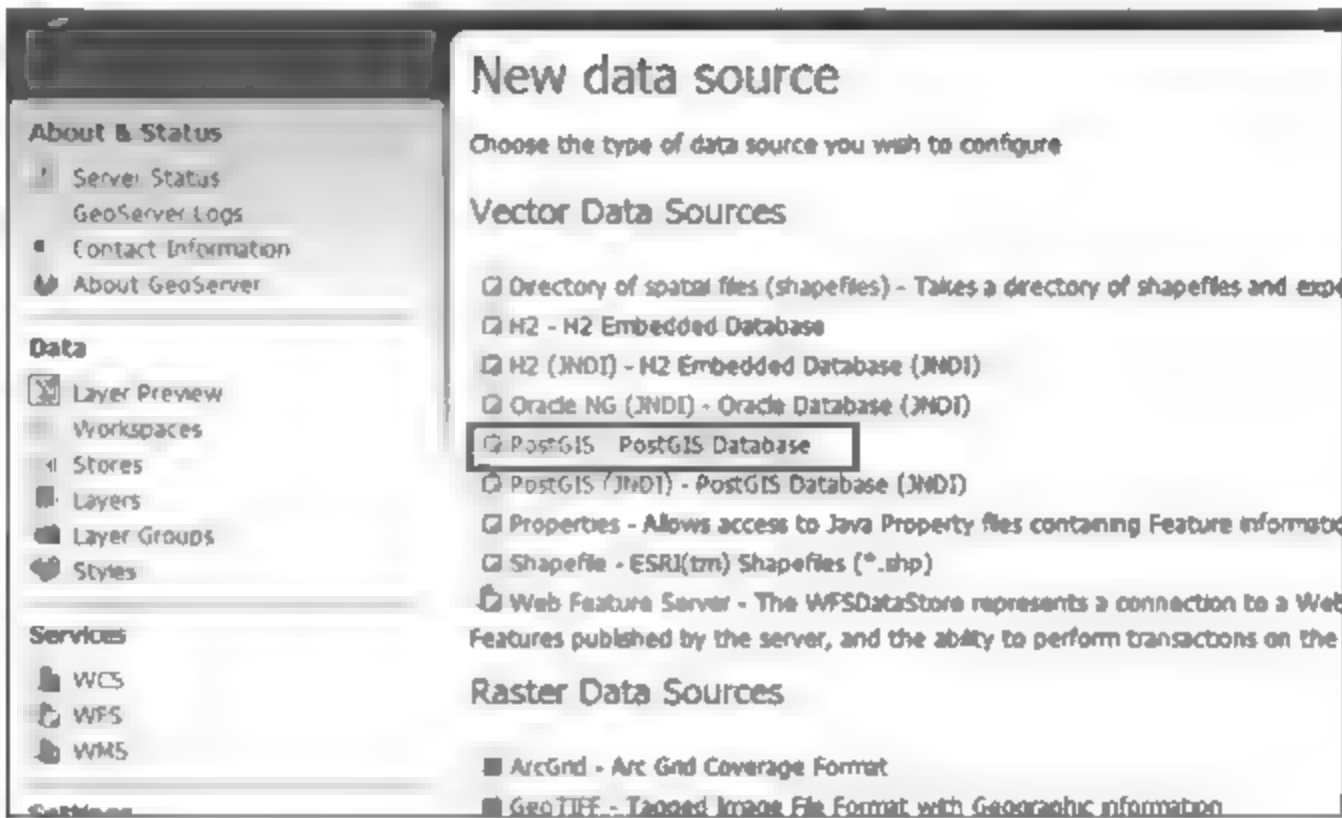 About & Status
Server Status
GeoServer Logs
Contact Information
About GeoServer
Data
Layer Preview
Workspaces
Stores
Layers
Layer Groups
Styles
Services
WCS
WFS
WMS
Settings
New data source
Choose the type of data source you wish to configure
Vector Data Sources
Directory of spatial files (shapefiles) - Takes a directory of shapefiles and expo
H2 - H2 Embedded Database
H2 (JNDI) - H2 Embedded Database (JNDI)
Oracle NG (JNDI) - Oracle Database (JNDI)
PostGIS PostGIS Database
PostGIS (JNDI) - PostGIS Database (JNDI)
Properties - Allows access to Java Property files containing Feature informatio
Shapefile - ESRI(tm) Shapefiles (*.shp)
Web Feature Server - The WFSDataStore represents a connection to a Web
Features published by the server, and the ability to perform transactions on the
Raster Data Sources
ArcGrid - Arc Grid Coverage Format
GeoTIFF - Tagged Image File Format with Geographic information